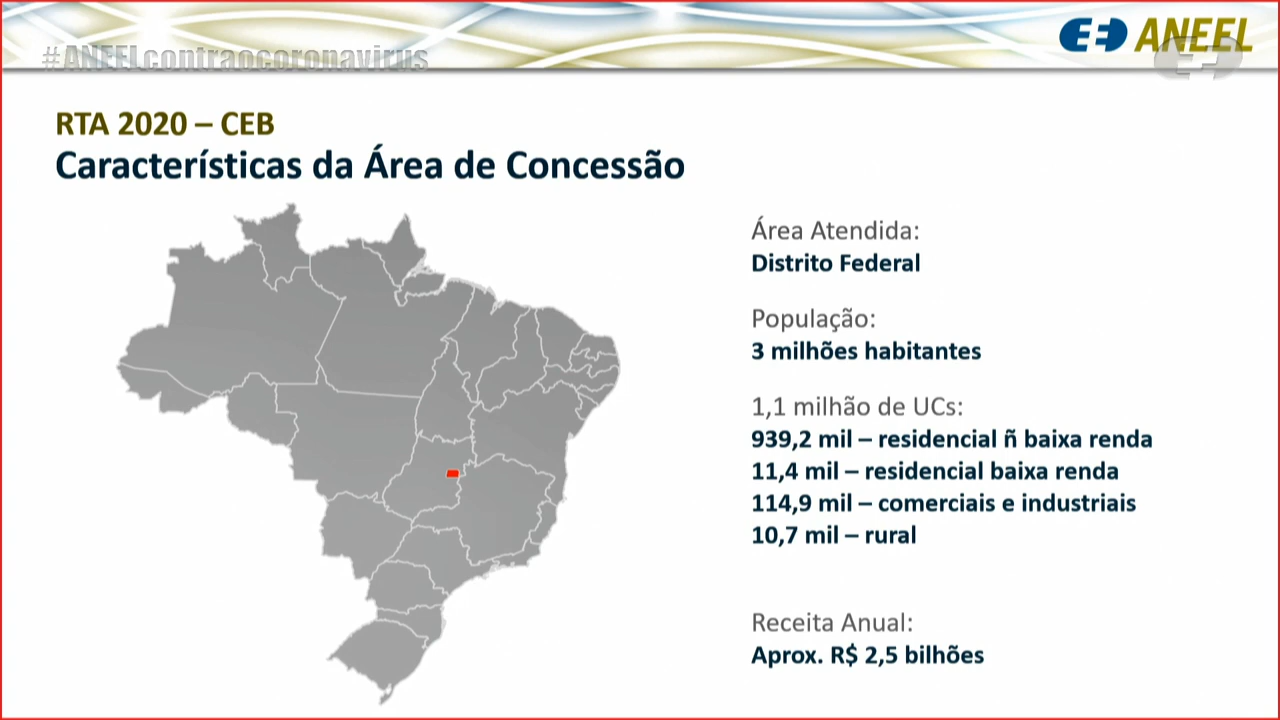 #ANEELcontraocoronavirus
ANEEL
RTA 2020 – CEB
Características da Área de Concessão
Área Atendida:
Distrito Federal
População:
3 milhões habitantes
1,1 milhão de UCs:
939,2 mil – residencial ñ baixa renda
11,4 mil – residencial baixa renda
114,9 mil – comerciais e industriais
10,7 mil – rural
Receita Anual:
Aprox. R$ 2,5 bilhões